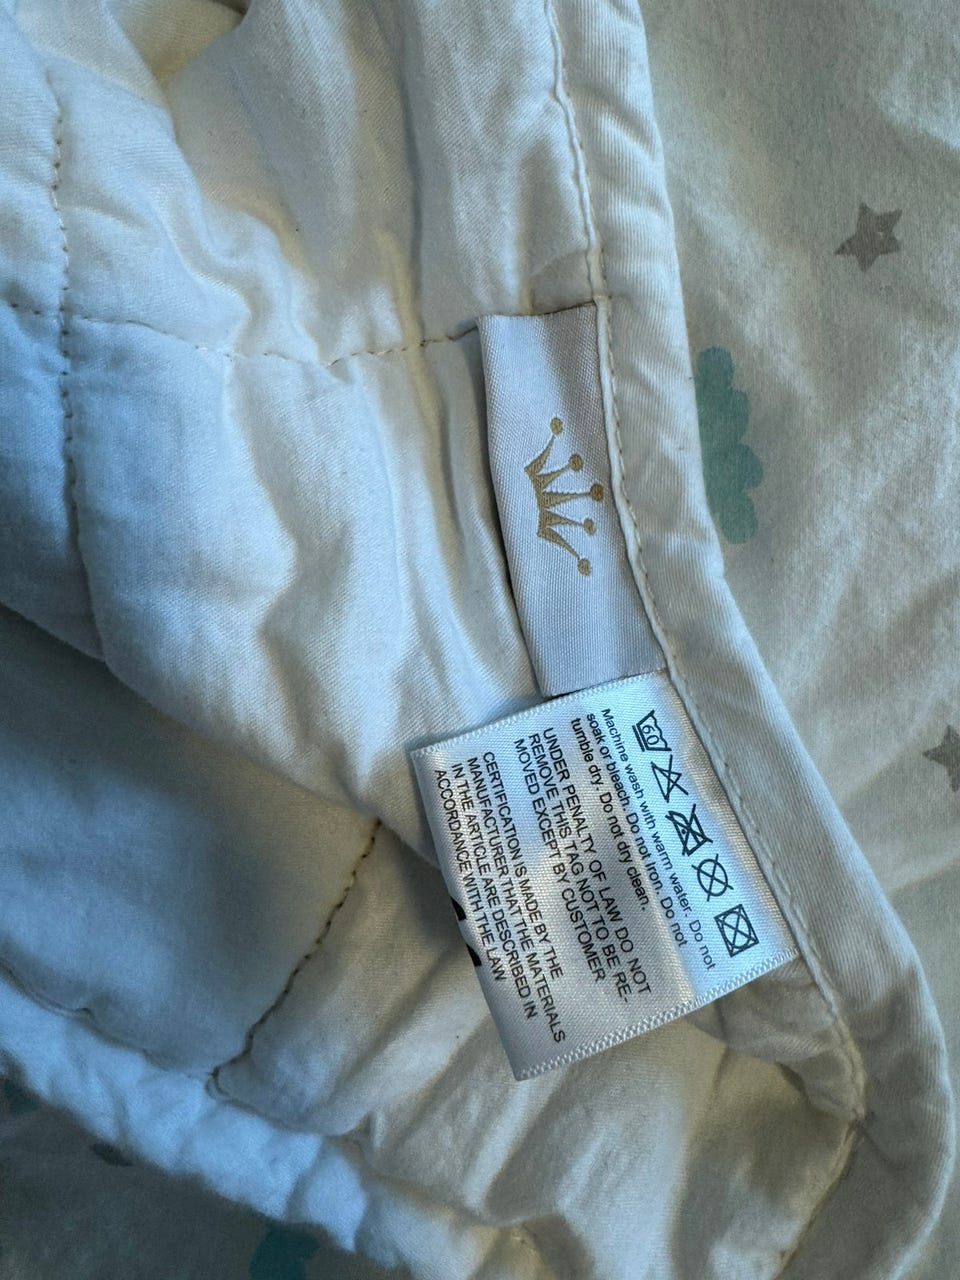 60
Machine wash with warm water. Do not
soak or bleach. Do not Iron. Do not
tumble dry. Do not dry clean.
UNDER PENALTY OF LAW DO NOT
REMOVE THIS TAG NOT TO BE RE-
MOVED EXCEPT BY CUSTOMER
CERTIFICATION IS MADE BY THE
MANUFACTURER THAT THE MATERIALS
IN THE ARTICLE ARE DESCRIBED IN
ACCORDANCE WITH THE LAW